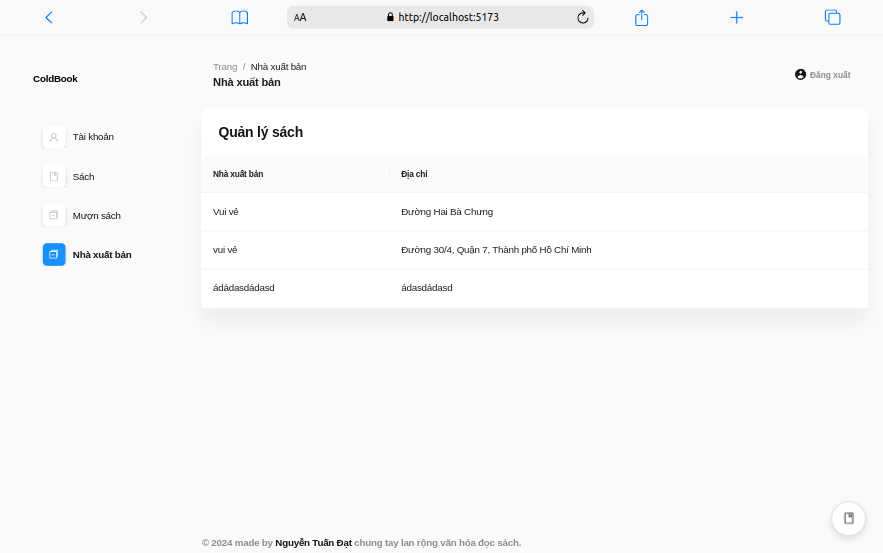 AA http://localhost:5173
ColdBook
Trang / Nhà xuất bản
Nhà xuất bản
Đăng xuất
Tài khoản
Sách
Mượn sách
Nhà xuất bản
Quản lý sách
Nhà xuất bản Địa chỉ
Vui vẻ Đường Hai Bà Chưng
vui vẻ Đường 30/4, Quận 7, Thành phố Hồ Chí Minh
ádádasdádasd ádasdádasd
© 2024 made by Nguyễn Tuấn Đạt chung tay lan rộng văn hóa đọc sách.